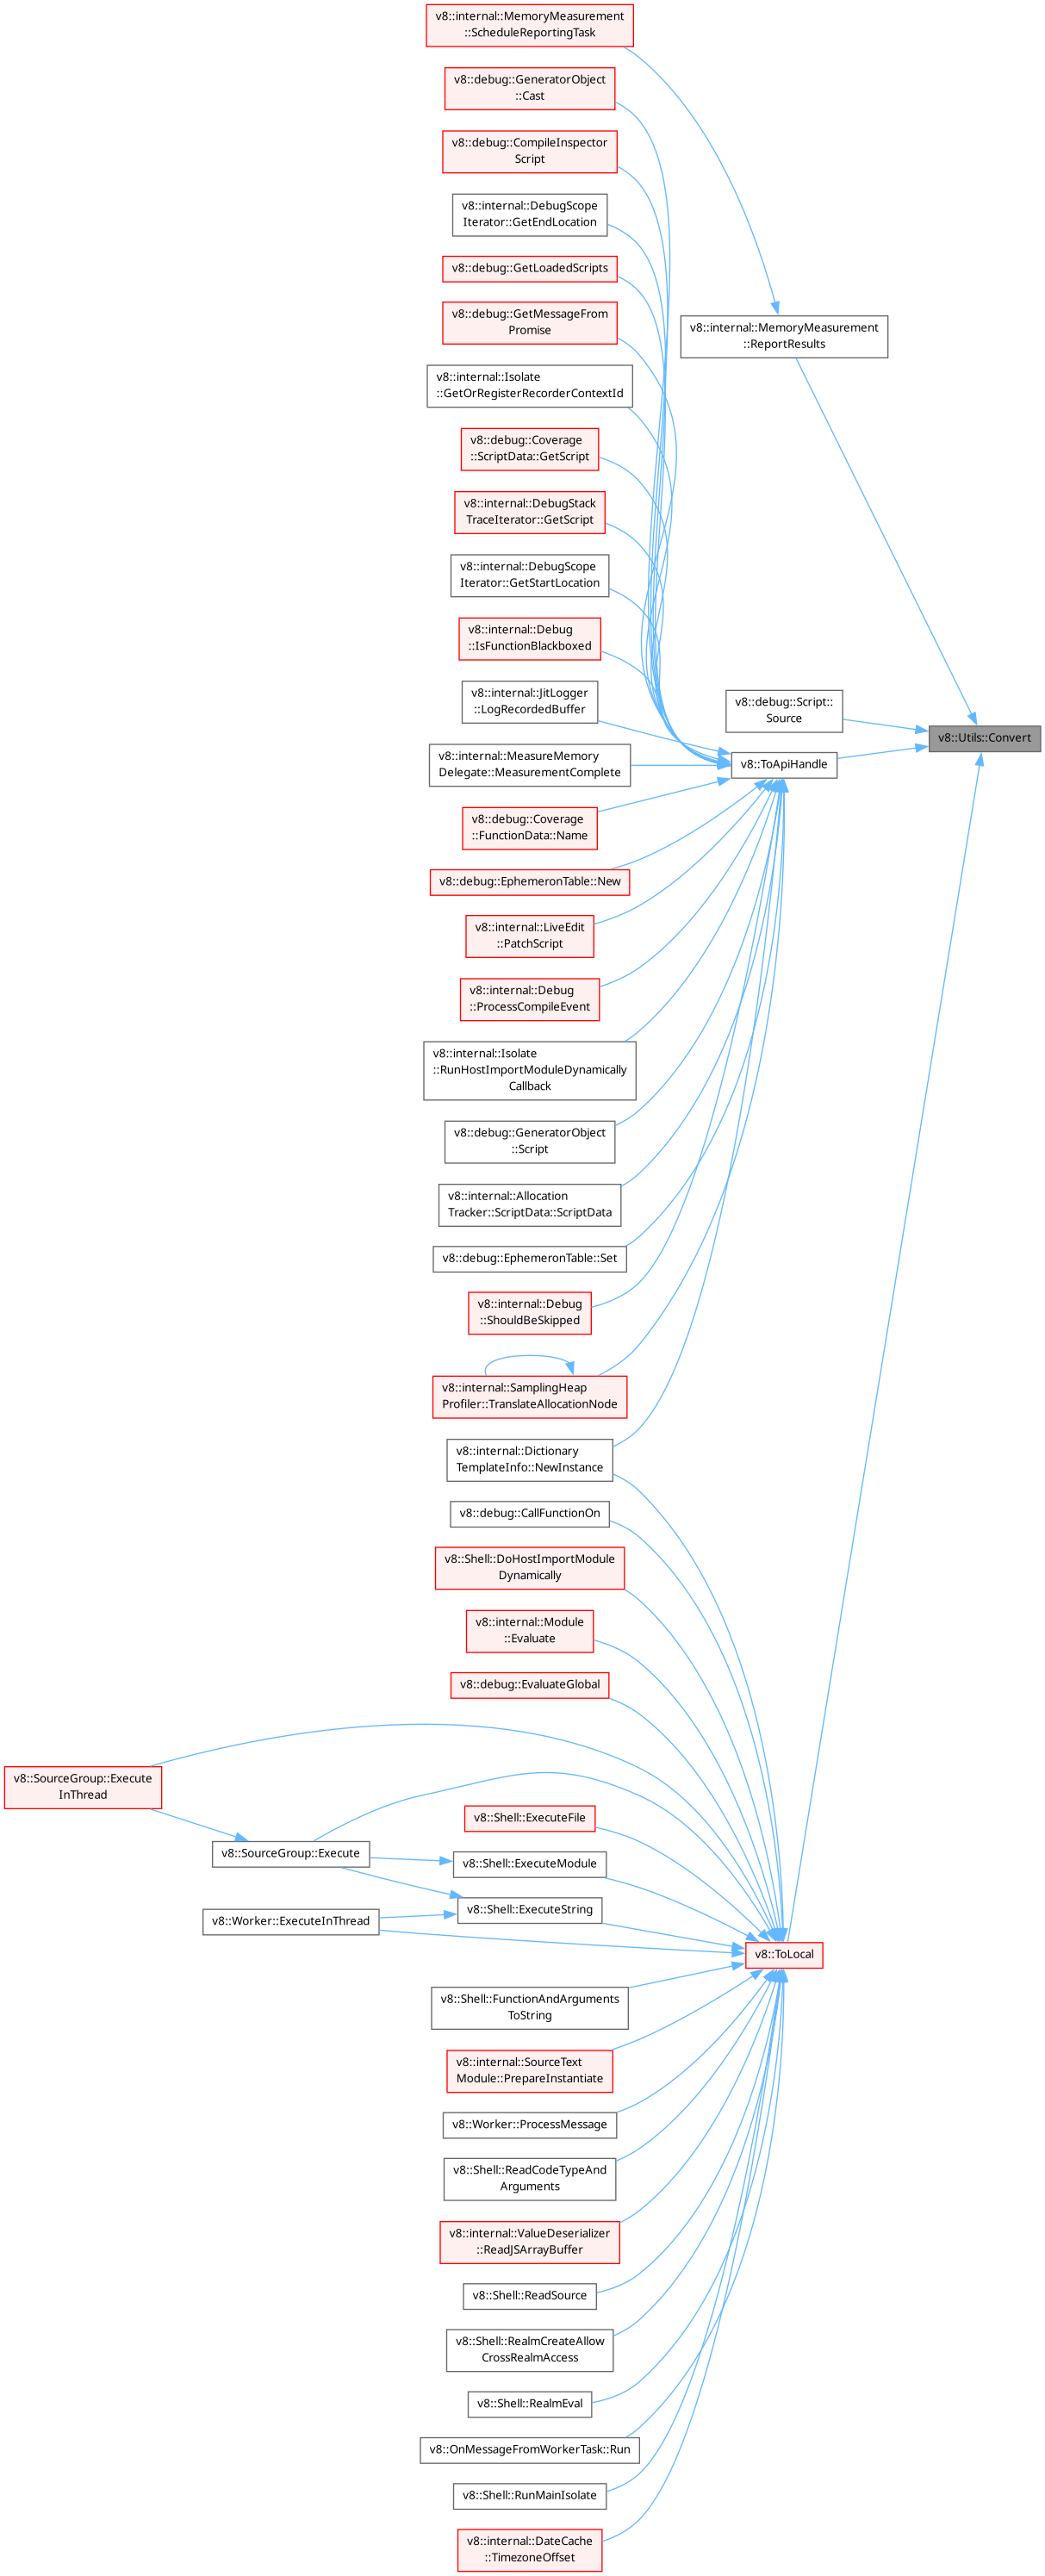 v8::internal::MemoryMeasurement
::ScheduleReportingTask
v8::debug::GeneratorObject
::Cast
v8::debug::CompileInspector
Script
v8::internal::DebugScope
Iterator::GetEndLocation
v8::debug::GetLoadedScripts
v8::debug::GetMessageFrom
Promise
v8::internal::MemoryMeasurement
::ReportResults
v8::internal::Isolate
::GetOrRegisterRecorderContextId
v8::debug::Coverage
::ScriptData::GetScript
v8::internal::DebugStack
TraceIterator::GetScript
v8::internal::DebugScope
Iterator::GetStartLocation
v8::internal::Debug
::IsFunctionBlackboxed
v8::internal::JitLogger
::LogRecordedBuffer
v8::debug::Script::
Source
v8::Utils::Convert
v8::internal::MeasureMemory
Delegate::MeasurementComplete
v8::ToApiHandle
v8::debug::Coverage
::FunctionData::Name
v8::debug::EphemeronTable::New
v8::internal::LiveEdit
::PatchScript
v8::internal::Debug
::ProcessCompileEvent
v8::internal::Isolate
::RunHostImportModuleDynamically
Callback
v8::debug::GeneratorObject
::Script
v8::internal::Allocation
Tracker::ScriptData::ScriptData
v8::debug::EphemeronTable::Set
v8::internal::Debug
::ShouldBeSkipped
v8::internal::SamplingHeap
Profiler::TranslateAllocationNode
v8::internal::Dictionary
TemplateInfo::NewInstance
v8::debug::CallFunctionOn
v8::Shell::DoHostImportModule
Dynamically
v8::internal::Module
::Evaluate
v8::debug::EvaluateGlobal
v8::SourceGroup::Execute
InThread
v8::Shell::ExecuteFile
v8::SourceGroup::Execute
v8::Shell::ExecuteModule
v8::Shell::ExecuteString
v8::Worker::ExecuteInThread
v8::ToLocal
v8::Shell::FunctionAndArguments
ToString
v8::internal::SourceText
Module::PrepareInstantiate
v8::Worker::ProcessMessage
v8::Shell::ReadCodeTypeAnd
Arguments
v8::internal::ValueDeserializer
::ReadJSArrayBuffer
v8::Shell::ReadSource
v8::Shell::RealmCreateAllow
CrossRealmAccess
v8::Shell::RealmEval
v8::OnMessageFromWorkerTask::Run
v8::Shell::RunMainIsolate
v8::internal::DateCache
::TimezoneOffset